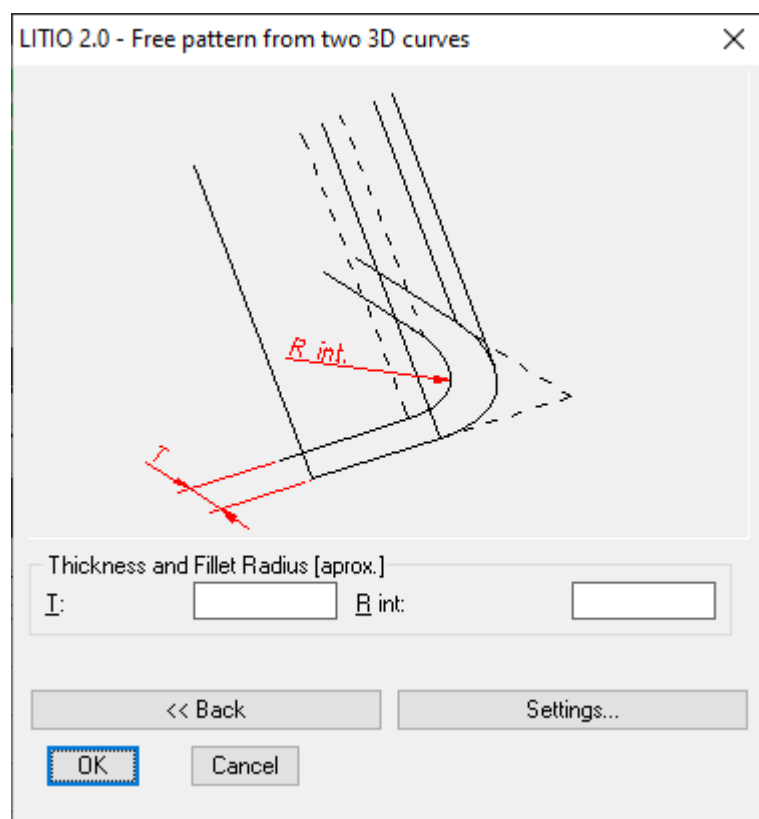 LITIO 2.0 - Free pattern from two 3D curves
R int.
T
Thickness and Fillet Radius [aprox.]
T: R int:
<< Back Settings...
OK Cancel